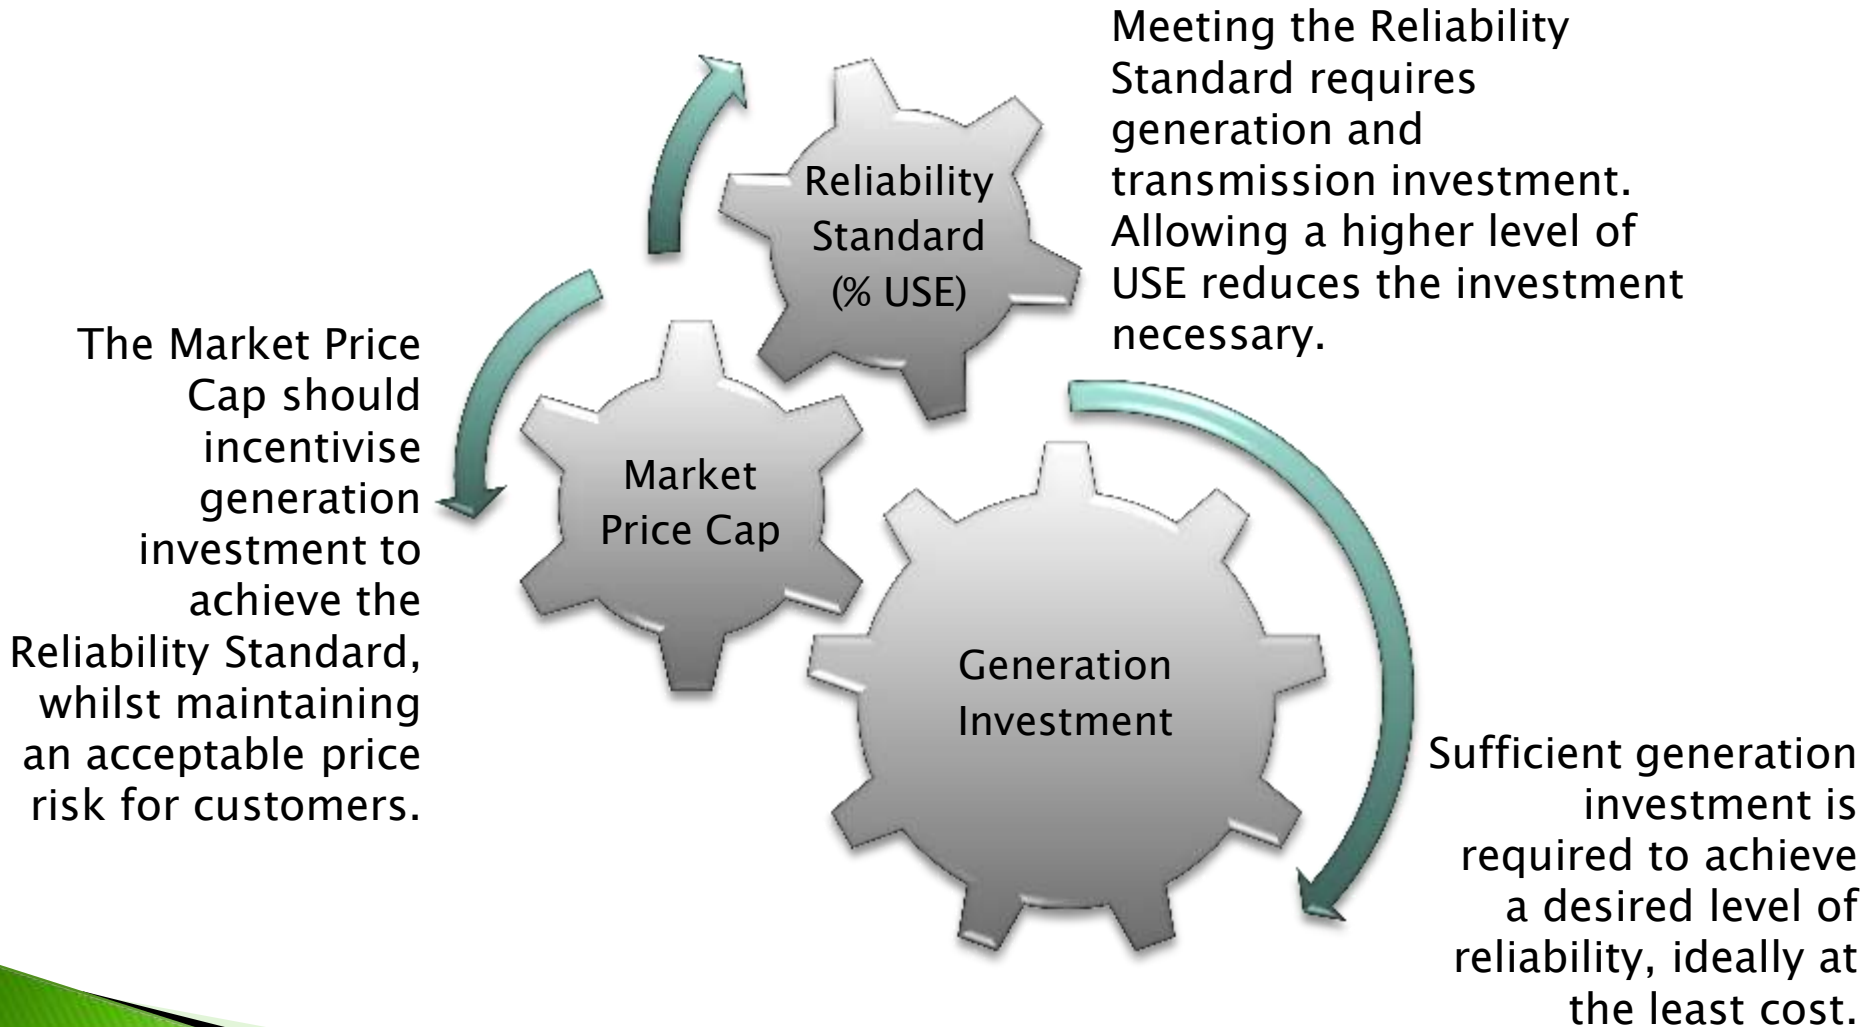 Meeting the Reliability
Standard requires
generation and
transmission investment.
Allowing a higher level of
USE reduces the investment
necessary.
Reliability
Standard
(% USE)
The Market Price
Cap should
incentivise
generation
investment to
achieve the
Reliability Standard,
whilst maintaining
an acceptable price
risk for customers.
Market
Price Cap
Generation
Investment
Sufficient generation
investment is
required to achieve
a desired level of
reliability, ideally at
the least cost.